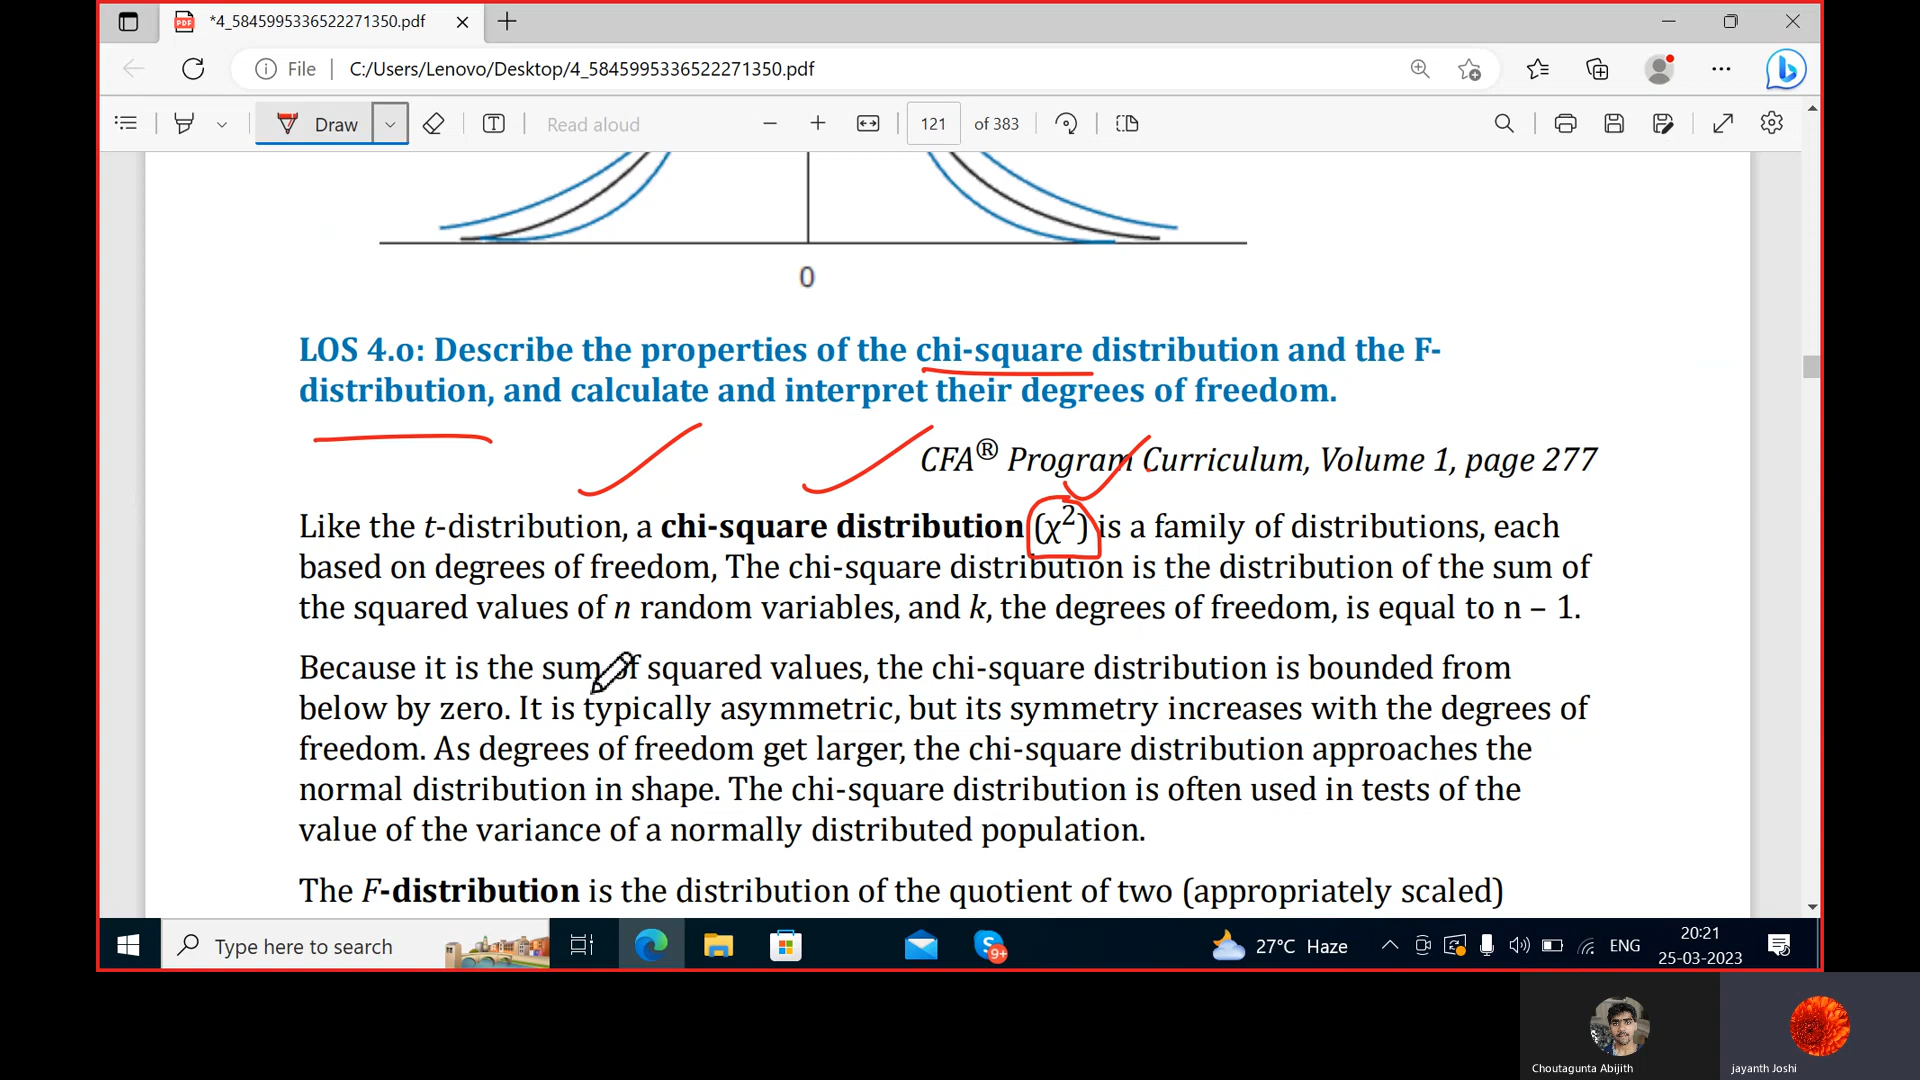 *4_5845995336522271350.pdf
File | C:/Users/Lenovo/Desktop/4_5845995336522271350.pdf
Draw Read aloud 121 of 383
0
LOS 4.o: Describe the properties of the chi-square distribution and the F-
distribution, and calculate and interpret their degrees of freedom.
CFA® Program Curriculum, Volume 1, page 277
Like the t-distribution, a chi-square distribution (χ²) is a family of distributions, each
based on degrees of freedom, The chi-square distribution is the distribution of the sum of
the squared values of n random variables, and k, the degrees of freedom, is equal to n – 1.
Because it is the sum of squared values, the chi-square distribution is bounded from
below by zero. It is typically asymmetric, but its symmetry increases with the degrees of
freedom. As degrees of freedom get larger, the chi-square distribution approaches the
normal distribution in shape. The chi-square distribution is often used in tests of the
value of the variance of a normally distributed population.
The F-distribution is the distribution of the quotient of two (appropriately scaled)
Type here to search 9+ 27°C Haze ENG 20:21
25-03-2023
Choutagunta Abijith jayanth Joshi